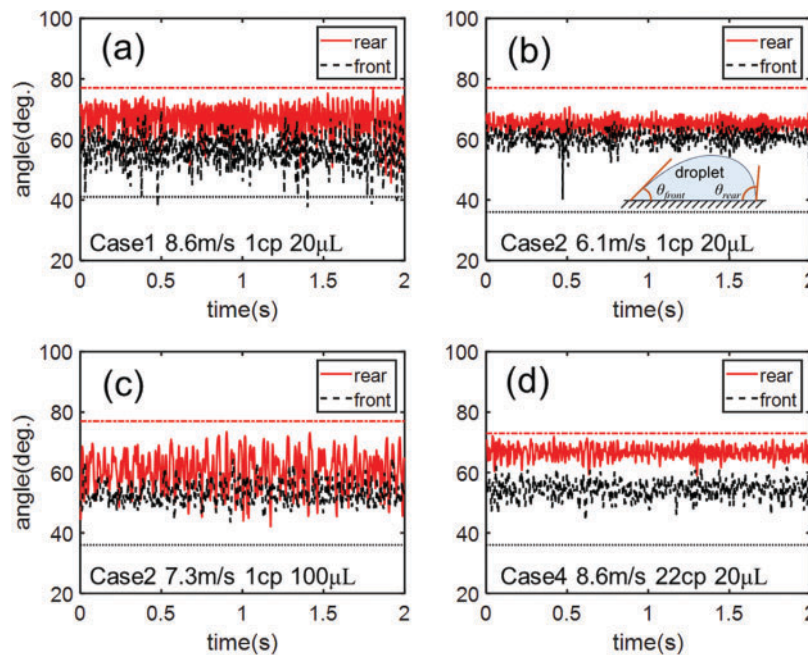 (a)
rear
front
100
80
60
40
20
angle(deg.)
Case1 8.6m/s 1cp 20μL
0 0.5 1 1.5 2
time(s)
(b)
rear
front
100
80
60
40
20
droplet
θfront
θrear
Case2 6.1m/s 1cp 20μL
0 0.5 1 1.5 2
time(s)
(c)
rear
front
100
80
60
40
20
angle(deg.)
Case2 7.3m/s 1cp 100μL
0 0.5 1 1.5 2
time(s)
(d)
rear
front
100
80
60
40
20
Case4 8.6m/s 22cp 20μL
0 0.5 1 1.5 2
time(s)